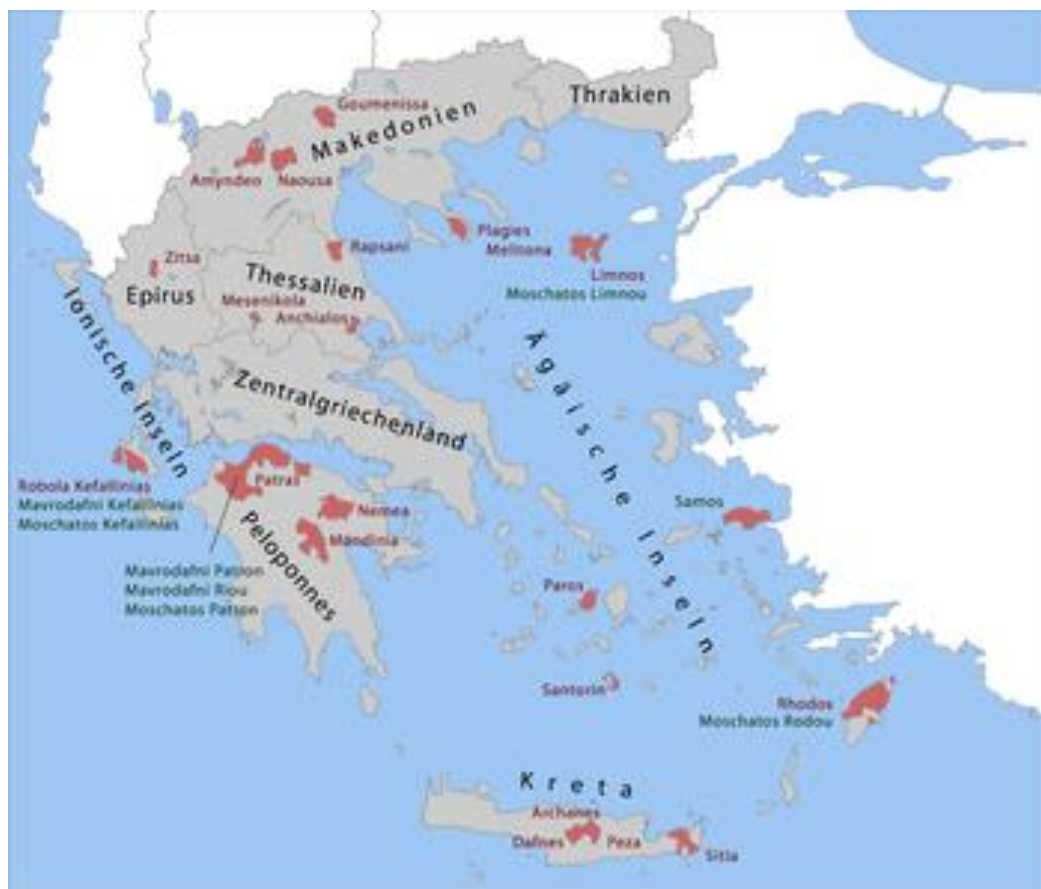 Goumenissa
Thrakien
Makedonien
Amyndeo
Naousa
Plagies
Melitona
Rapsani
Zitsa
Limnos
Moschatos Limnou
Thessalien
Epirus
Mesenikola
Anchialos
Ionische Inseln
Ägäische Inseln
Zentralgriechenland
Robola Kefallinias
Mavrodafni Kefallinias
Moschatos Kefallinias
Patras
Nemea
Mandinia
Samos
Peloponnes
Mavrodafni Patron
Mavrodafni Riou
Moschatos Patron
Paros
Santorin
Rhodos
Moschatos Rodou
Kreta
Archanes
Dafnes
Peza
Sitia